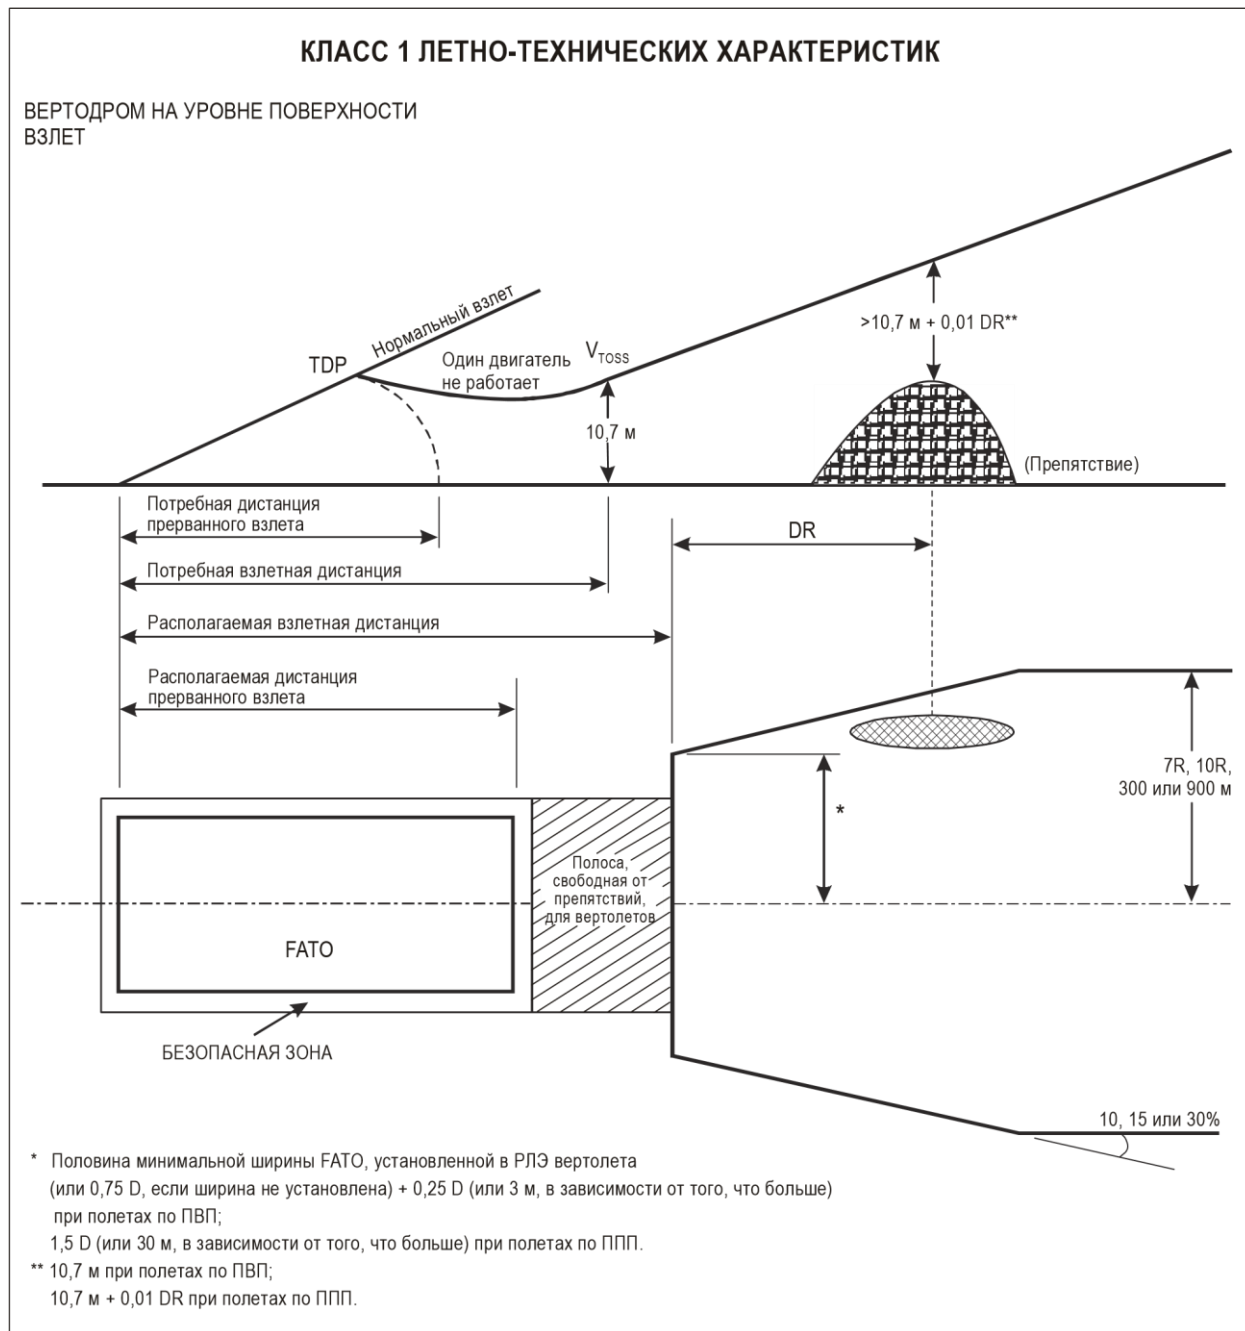 КЛАСС 1 ЛЕТНО-ТЕХНИЧЕСКИХ ХАРАКТЕРИСТИК
ВЕРТОДРОМ НА УРОВНЕ ПОВЕРХНОСТИ
ВЗЛЕТ
Нормальный взлет
TDP
Один двигатель
не работает
VTOSS
10,7 м
>10,7 м + 0,01 DR**
(Препятствие)
Потребная дистанция
прерванного взлета
DR
Потребная взлетная дистанция
Располагаемая взлетная дистанция
Располагаемая дистанция
прерванного взлета
7R, 10R,
300 или 900 м
*
Полоса,
свободная от
препятствий,
для вертолетов
FATO
БЕЗОПАСНАЯ ЗОНА
10, 15 или 30%
* Половина минимальной ширины FATO, установленной в РЛЭ вертолета
(или 0,75 D, если ширина не установлена) + 0,25 D (или 3 м, в зависимости от того, что больше)
при полетах по ПВП;
1,5 D (или 30 м, в зависимости от того, что больше) при полетах по ППП.
** 10,7 м при полетах по ПВП;
10,7 м + 0,01 DR при полетах по ППП.